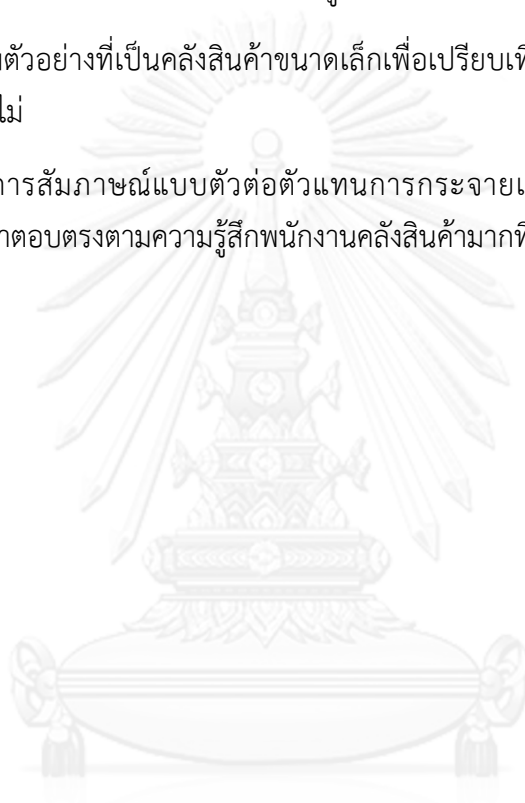 ตัวอย่างที่เป็นคลังสินค้าขนาดเล็กเพื่อเปรียบเที
ไม่
การสัมภาษณ์แบบตัวต่อตัวแทนการกระจายแ
าตอบตรงตามความรู้สึกพนักงานคลังสินค้ามากที